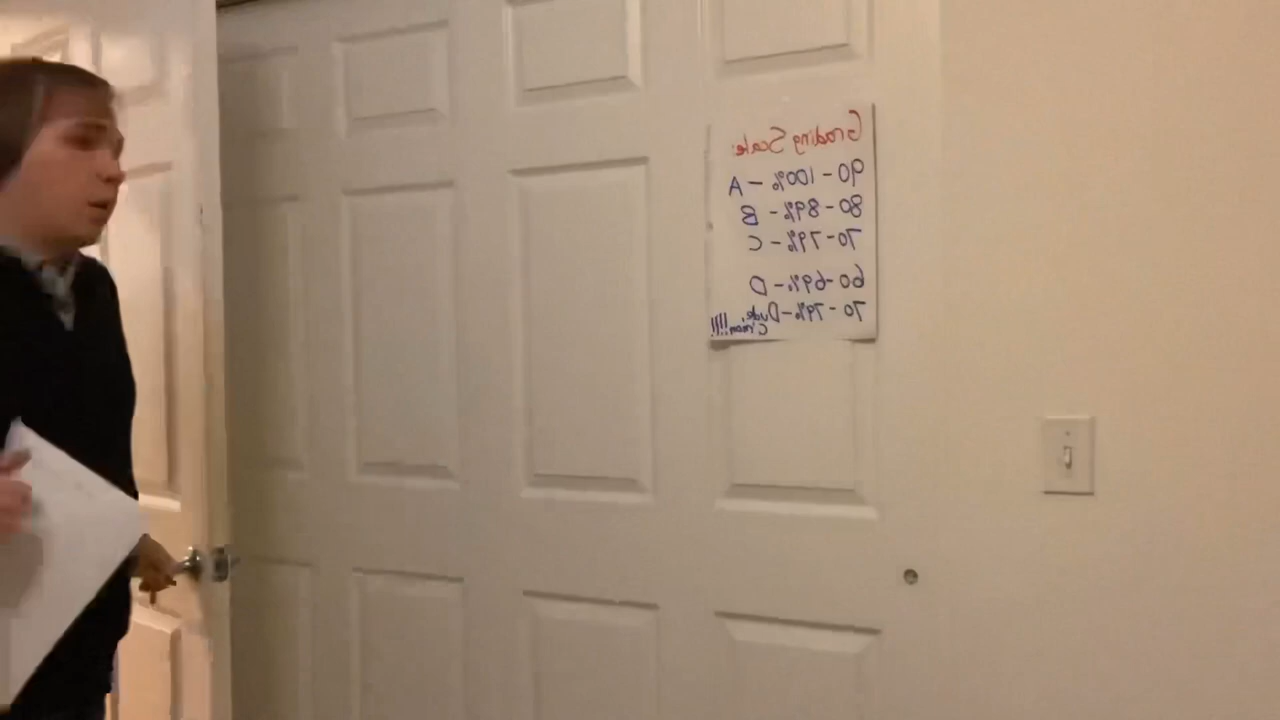 Grading Scale:
90-100% - A
80-89% - B
70-79% - C
60-69% - D
70-79% - Dude,
c'mon!!!!